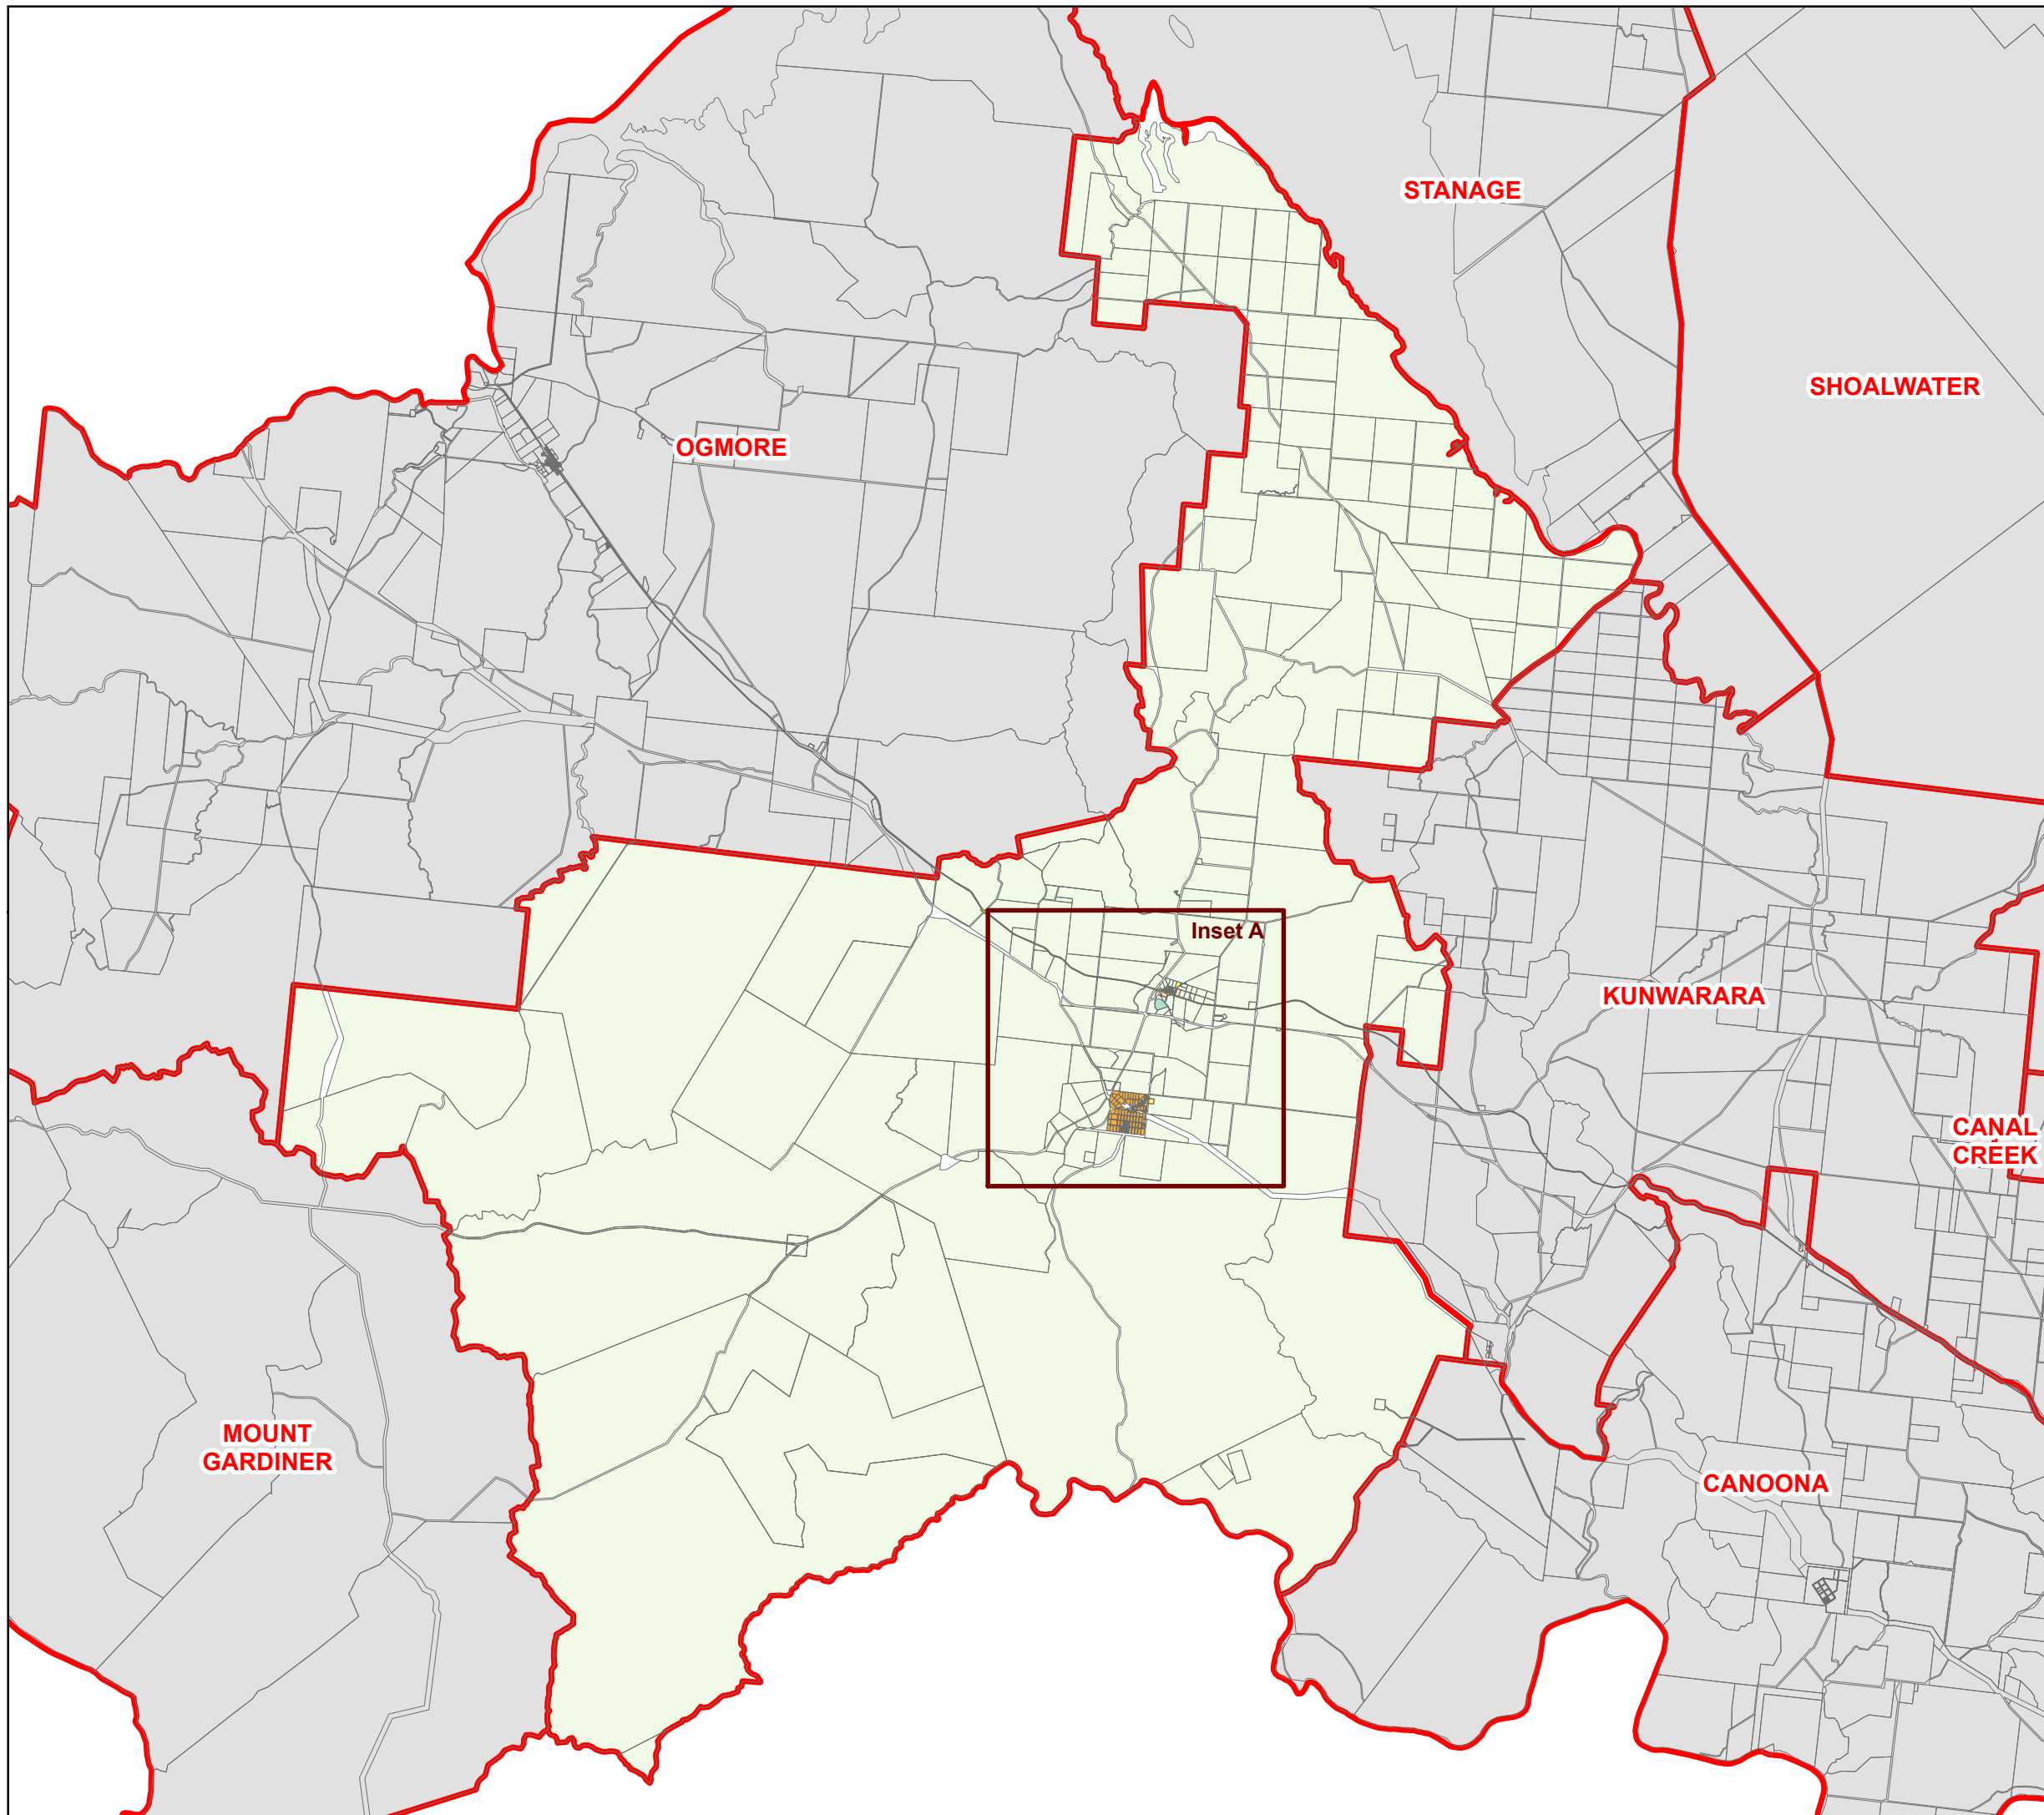 STANAGE
SHOALWATER
OGMORE
Inset A
KUNWARARA
CANAL
CREEK
MOUNT
GARDINER
CANOONA